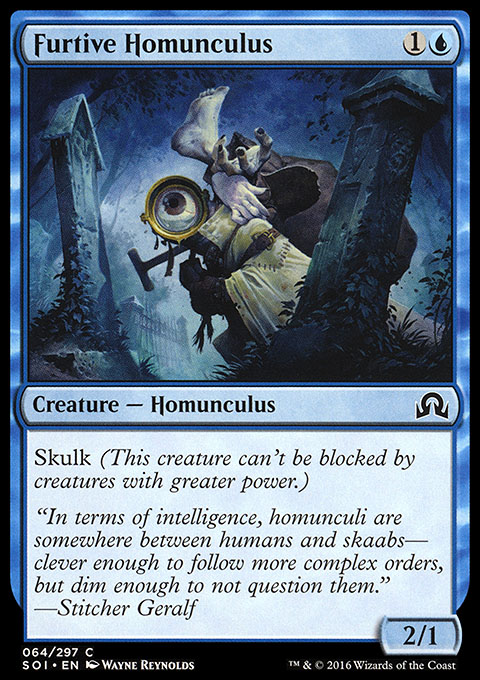 Furtive Homunculus 1
Creature — Homunculus
Skulk (This creature can't be blocked by
creatures with greater power.)
“In terms of intelligence, homunculi are
somewhere between humans and skaabs—
clever enough to follow more complex orders,
but dim enough to not question them.”
—Stitcher Geralf
2/1
064/297 C
SOI • EN Wayne Reynolds
™ & © 2016 Wizards of the Coast